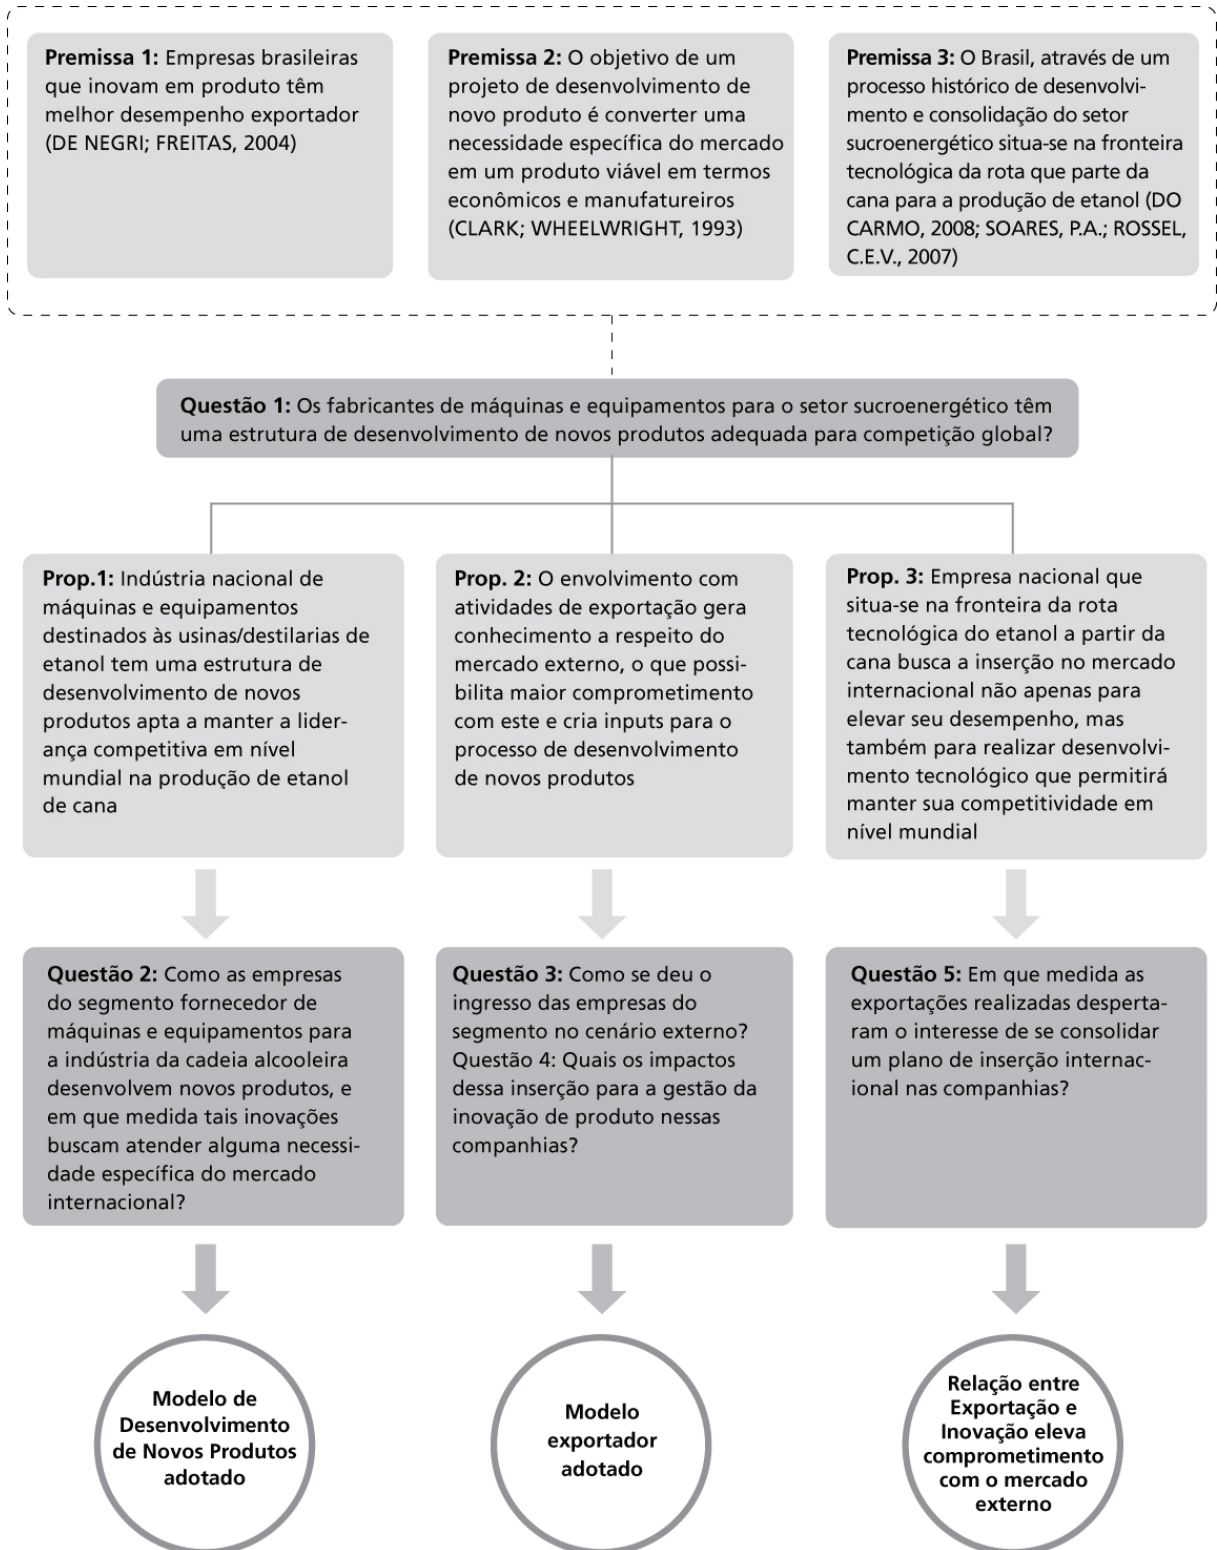 Premissa 1: Empresas brasileiras
que inovam em produto têm
melhor desempenho exportador
(DE NEGRI; FREITAS, 2004)
Premissa 2: O objetivo de um
projeto de desenvolvimento de
novo produto é converter uma
necessidade específica do mercado
em um produto viável em termos
econômicos e manufatureiros
(CLARK; WHEELWRIGHT, 1993)
Premissa 3: O Brasil, através de um
processo histórico de desenvolvi-
mento e consolidação do setor
sucroenergético situa-se na fronteira
tecnológica da rota que parte da
cana para a produção de etanol (DO
CARMO, 2008; SOARES, P.A.; ROSSEL,
C.E.V., 2007)
Questão 1: Os fabricantes de máquinas e equipamentos para o setor sucroenergético têm
uma estrutura de desenvolvimento de novos produtos adequada para competição global?
Prop.1: Indústria nacional de
máquinas e equipamentos
destinados às usinas/destilarias de
etanol tem uma estrutura de
desenvolvimento de novos
produtos apta a manter a lider-
ança competitiva em nível
mundial na produção de etanol
de cana
Prop. 2: O envolvimento com
atividades de exportação gera
conhecimento a respeito do
mercado externo, o que possi-
bilita maior comprometimento
com este e cria inputs para o
processo de desenvolvimento
de novos produtos
Prop. 3: Empresa nacional que
situa-se na fronteira da rota
tecnológica do etanol a partir da
cana busca a inserção no mercado
internacional não apenas para
elevar seu desempenho, mas
também para realizar desenvolvi-
mento tecnológico que permitirá
manter sua competitividade em
nível mundial
Questão 2: Como as empresas
do segmento fornecedor de
máquinas e equipamentos para
a indústria da cadeia alcooleira
desenvolvem novos produtos, e
em que medida tais inovações
buscam atender alguma necessi-
dade específica do mercado
internacional?
Questão 3: Como se deu o
ingresso das empresas do
segmento no cenário externo?
Questão 4: Quais os impactos
dessa inserção para a gestão da
inovação de produto nessas
companhias?
Questão 5: Em que medida as
exportações realizadas desperta-
ram o interesse de se consolidar
um plano de inserção internac-
ional nas companhias?
Modelo de
Desenvolvimento
de Novos Produtos
adotado
Modelo
exportador
adotado
Relação entre
Exportação e
Inovação eleva
comprometimento
com o mercado
externo